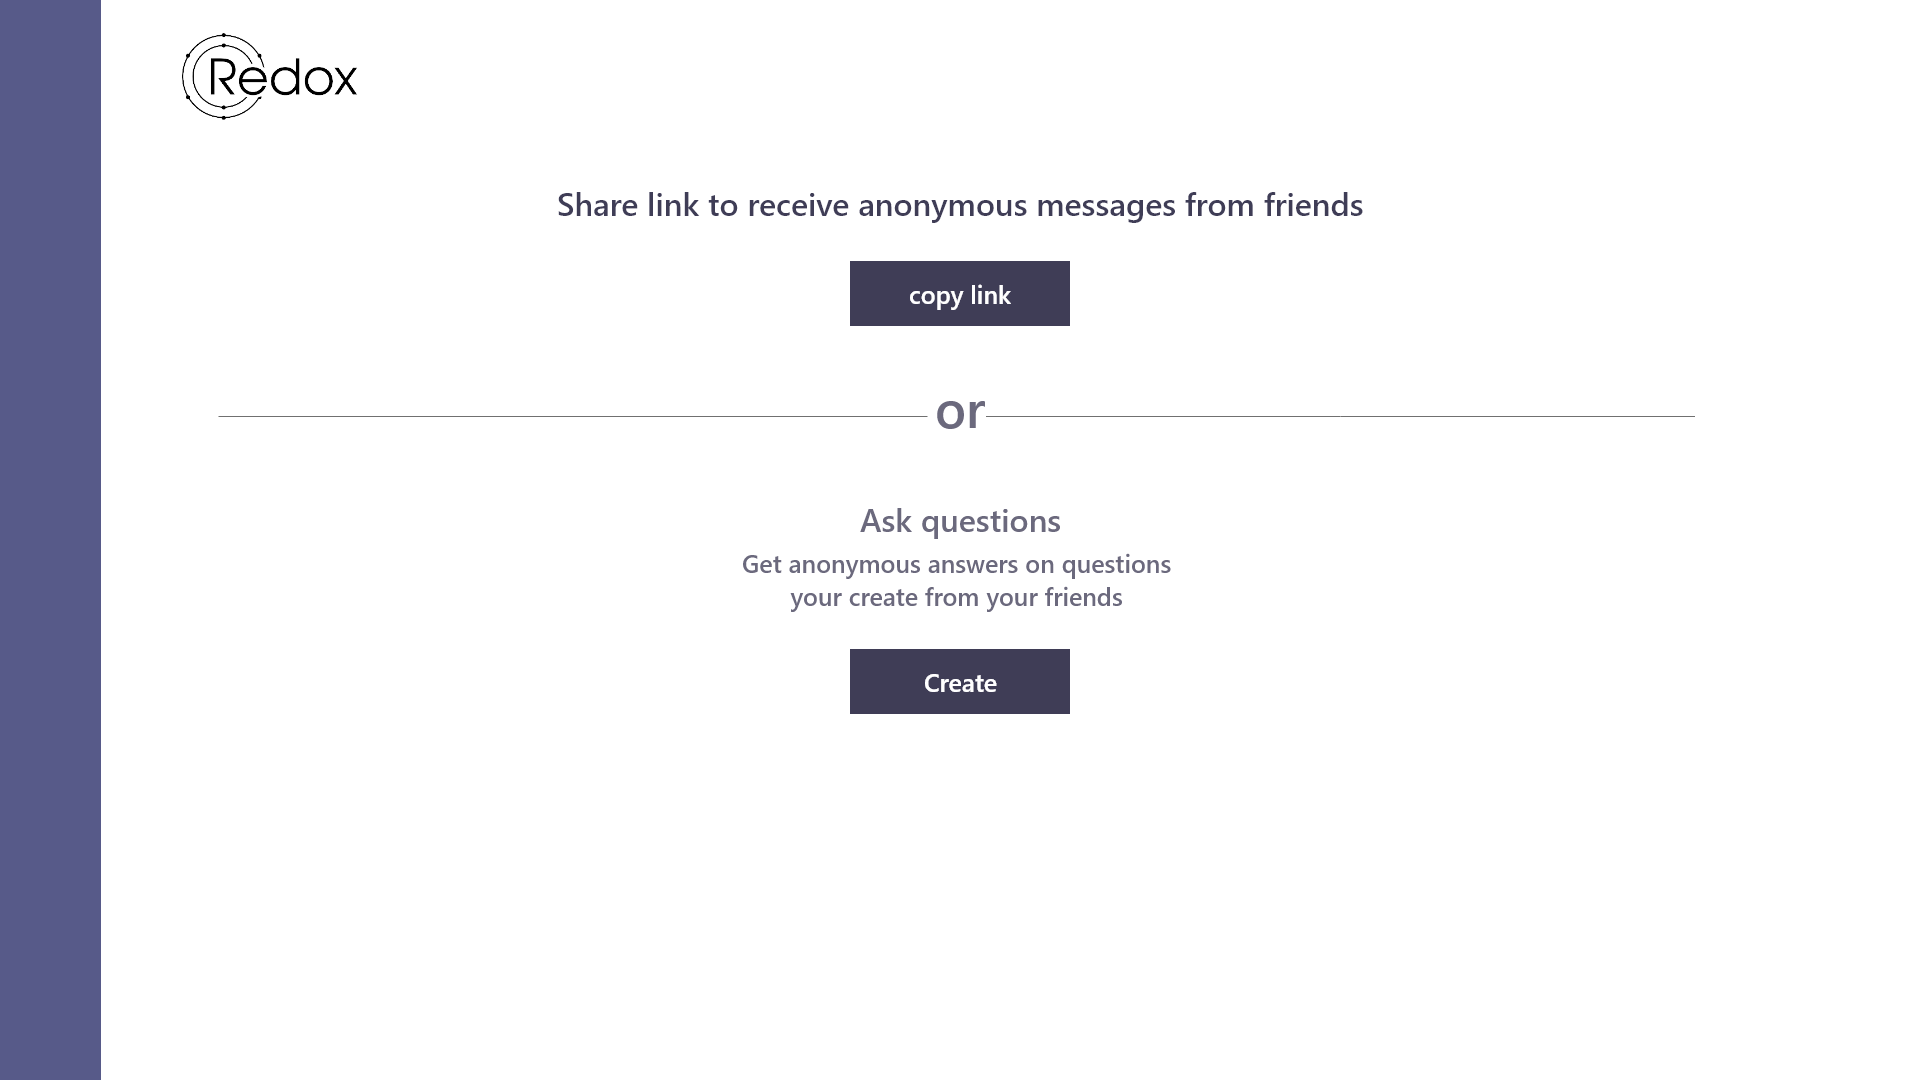 Redox
Share link to receive anonymous messages from friends
copy link
or
Ask questions
Get anonymous answers on questions
your create from your friends
Create